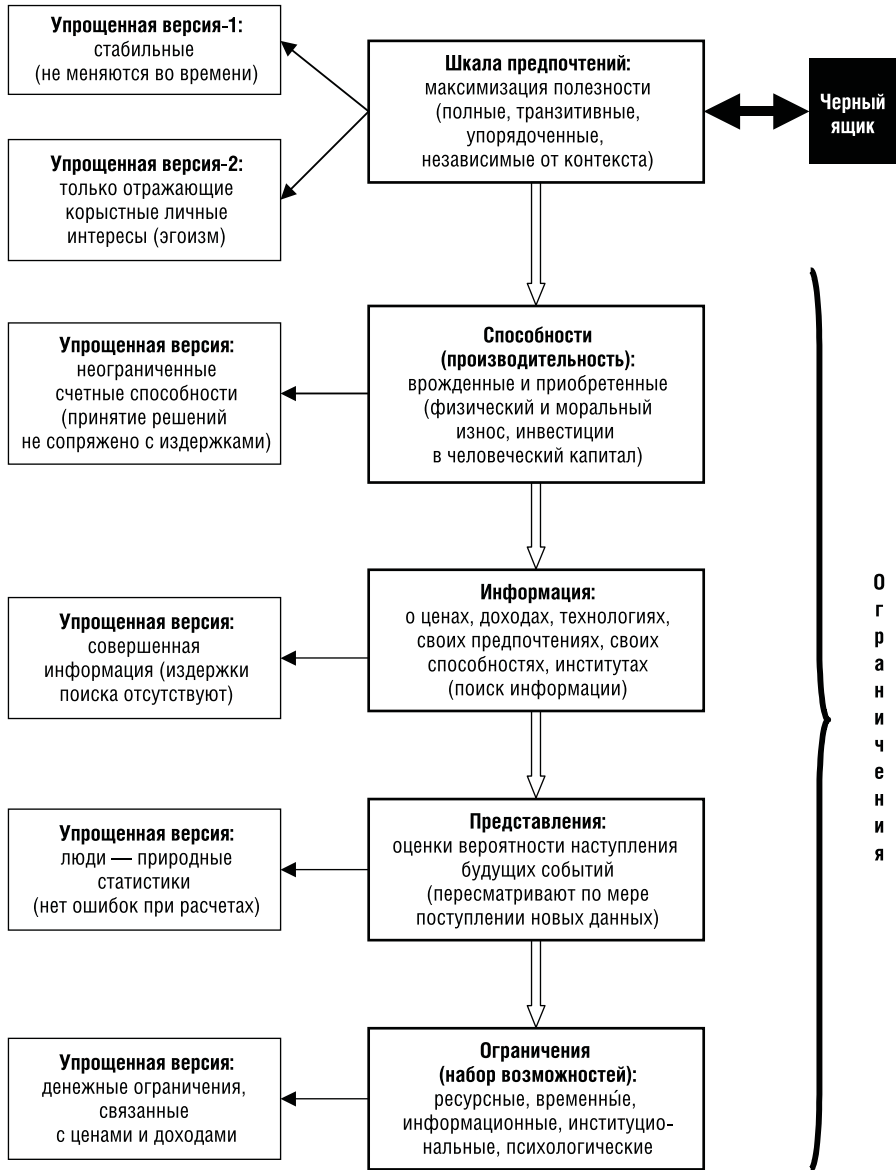 Упрощенная версия-1:
стабильные
(не меняются во времени)
Шкала предпочтений:
максимизация полезности
(полные, транзитивные,
упорядоченные,
независимые от контекста)
Черный
ящик
Упрощенная версия-2:
только отражающие
корыстные личные
интересы (эгоизм)
Упрощенная версия:
неограниченные
счетные способности
(принятие решений
не сопряжено с издержками)
Способности
(производительность):
врожденные и приобретенные
(физический и моральный
износ, инвестиции
в человеческий капитал)
Упрощенная версия:
совершенная
информация (издержки
поиска отсутствуют)
Информация:
о ценах, доходах, технологиях,
своих предпочтениях, своих
способностях, институтах
(поиск информации)
Упрощенная версия:
люди — природные
статистики
(нет ошибок при расчетах)
Представления:
оценки вероятности наступления
будущих событий
(пересматривают по мере
поступлении новых данных)
Упрощенная версия:
денежные ограничения,
связанные
с ценами и доходами
Ограничения
(набор возможностей):
ресурсные, временны́е,
информационные, институцио-
нальные, психологические
Ограничения